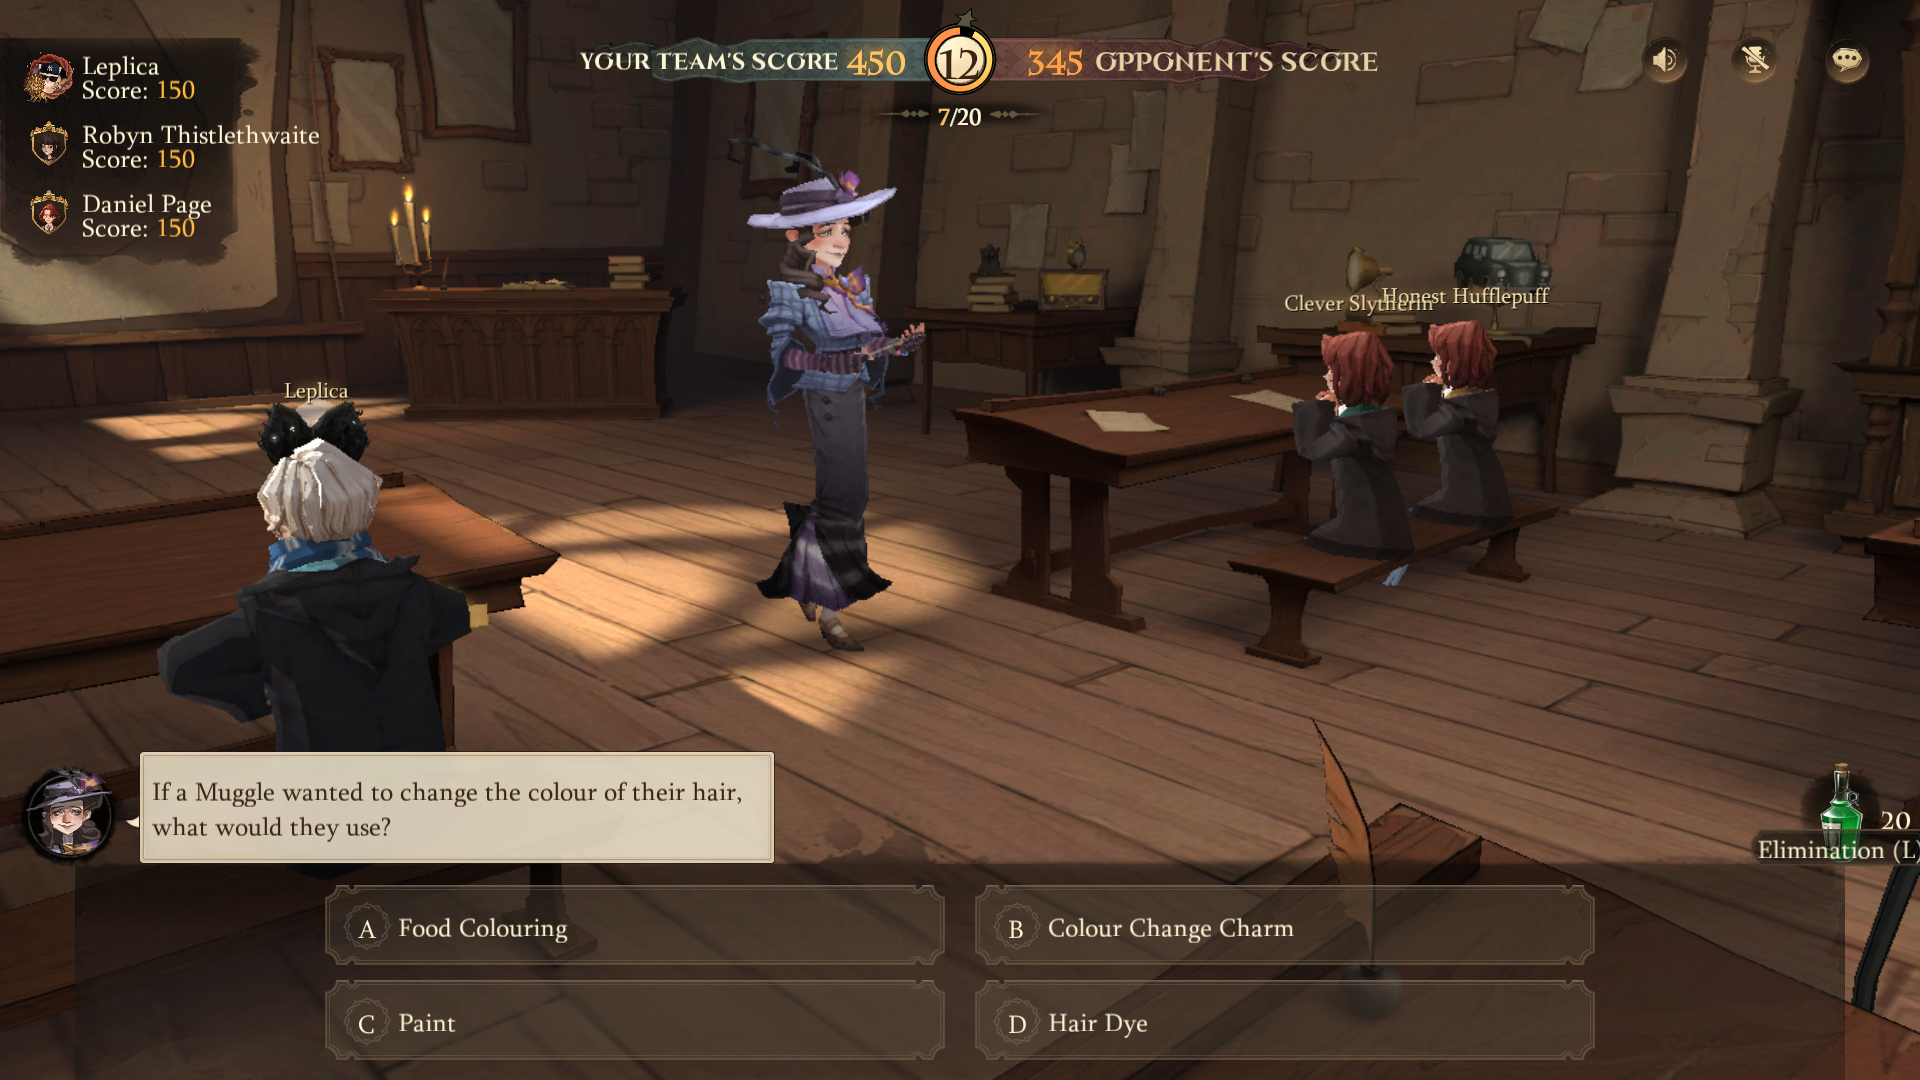 Leplica
Score: 150
Robyn Thistlethwaite
Score: 150
Daniel Page
Score: 150
YOUR TEAM'S SCORE 450 12 345 OPPONENT'S SCORE
7/20
Clever Slytherin
Honest Hufflepuff
Leplica
If a Muggle wanted to change the colour of their hair,
what would they use?
20
Elimination (L)
A Food Colouring
B Colour Change Charm
C Paint
D Hair Dye